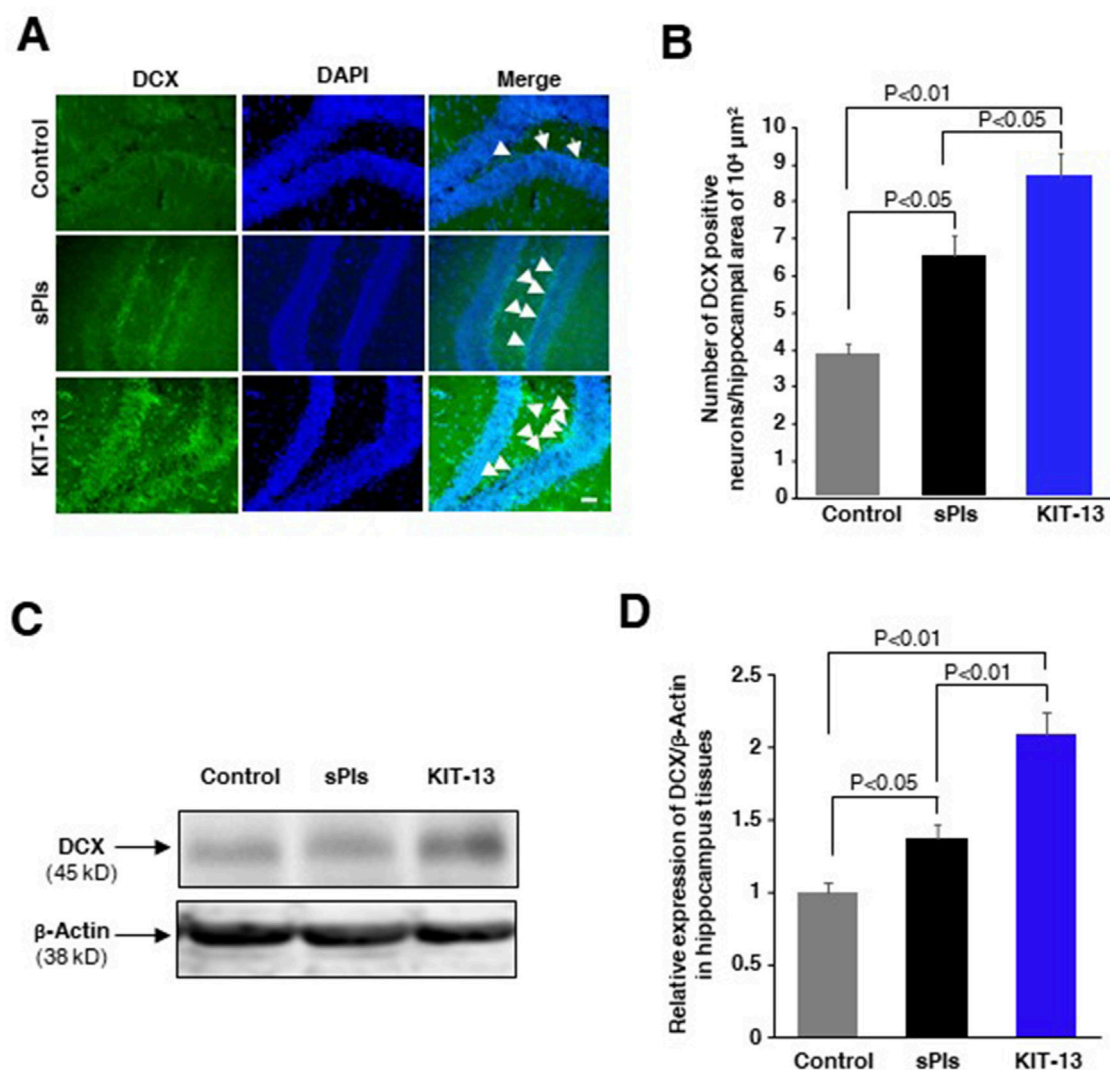 A
DCX DAPI Merge
Control
sPls
KIT-13
B
P<0.01
P<0.05
P<0.05
Number of DCX positive
neurons/hippocampal area of 10⁴ µm²
10
9
8
7
6
5
4
3
2
1
0
Control sPls KIT-13
C
Control sPls KIT-13
DCX
(45 kD)
β-Actin
(38 kD)
D
P<0.01
P<0.01
P<0.05
Relative expression of DCX/β-Actin
in hippocampus tissues
2.5
2
1.5
1
0.5
0
Control sPls KIT-13